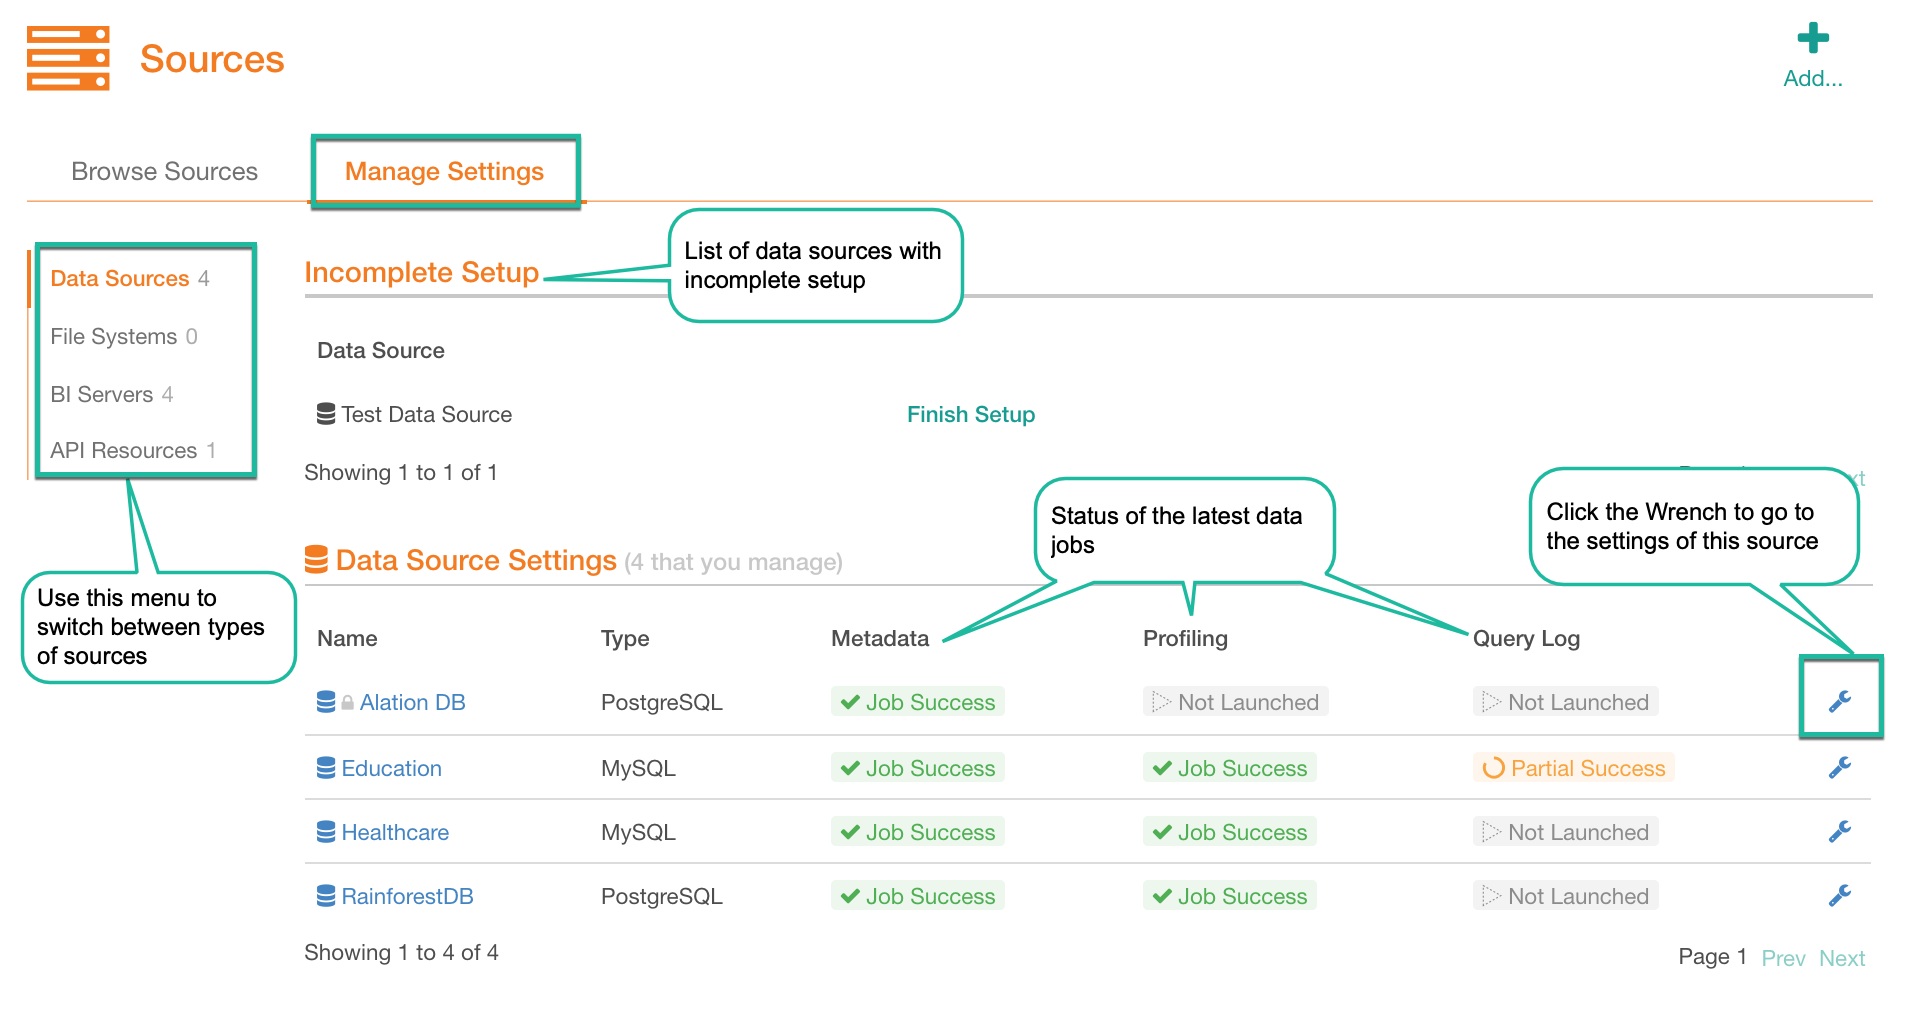 Sources
Add...
Browse Sources
Manage Settings
List of data sources with
incomplete setup
Data Sources 4
File Systems 0
BI Servers 4
API Resources 1
Use this menu to
switch between types
of sources
Incomplete Setup
Data Source
Test Data Source Finish Setup
Showing 1 to 1 of 1
Status of the latest data
jobs
Click the Wrench to go to
the settings of this source
Data Source Settings (4 that you manage)
Name Type Metadata Profiling Query Log
Alation DB PostgreSQL Job Success Not Launched Not Launched
Education MySQL Job Success Job Success Partial Success
Healthcare MySQL Job Success Job Success Not Launched
RainforestDB PostgreSQL Job Success Job Success Not Launched
Showing 1 to 4 of 4
Page 1 Prev Next